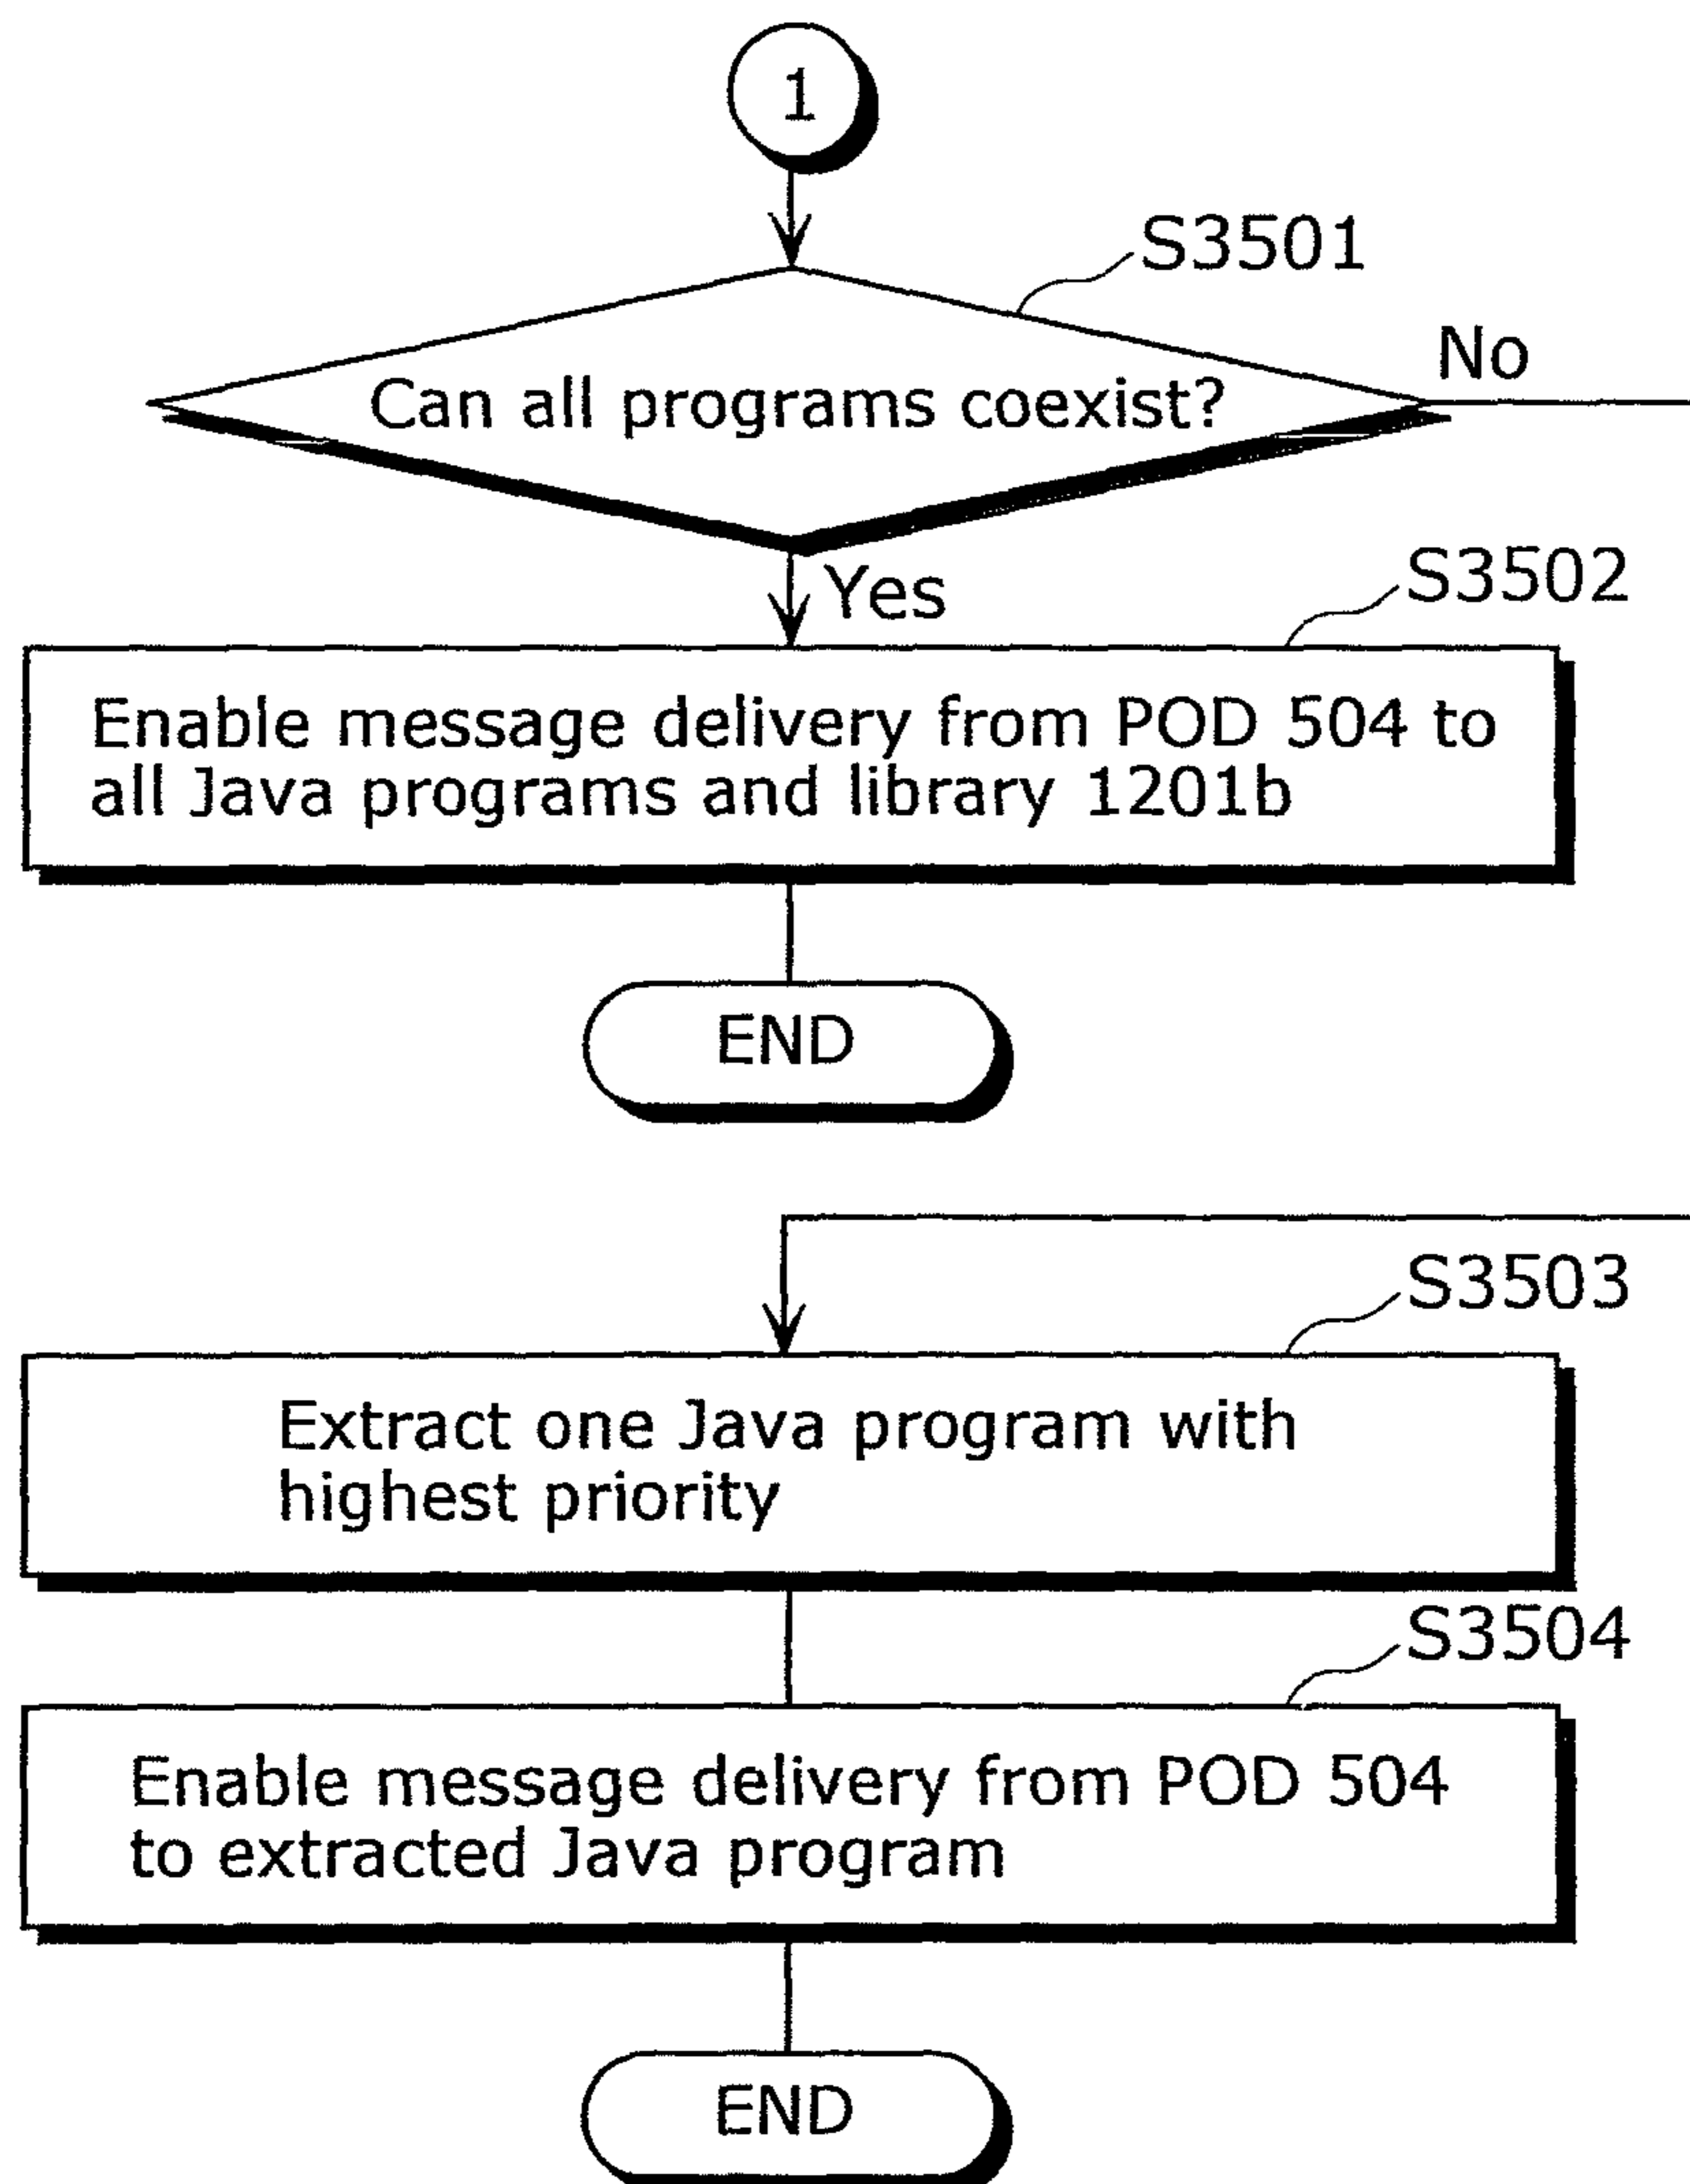 1
S3501
No
Can all programs coexist?
Yes
S3502
Enable message delivery from POD 504 to
all Java programs and library 1201b
END
S3503
Extract one Java program with
highest priority
S3504
Enable message delivery from POD 504
to extracted Java program
END